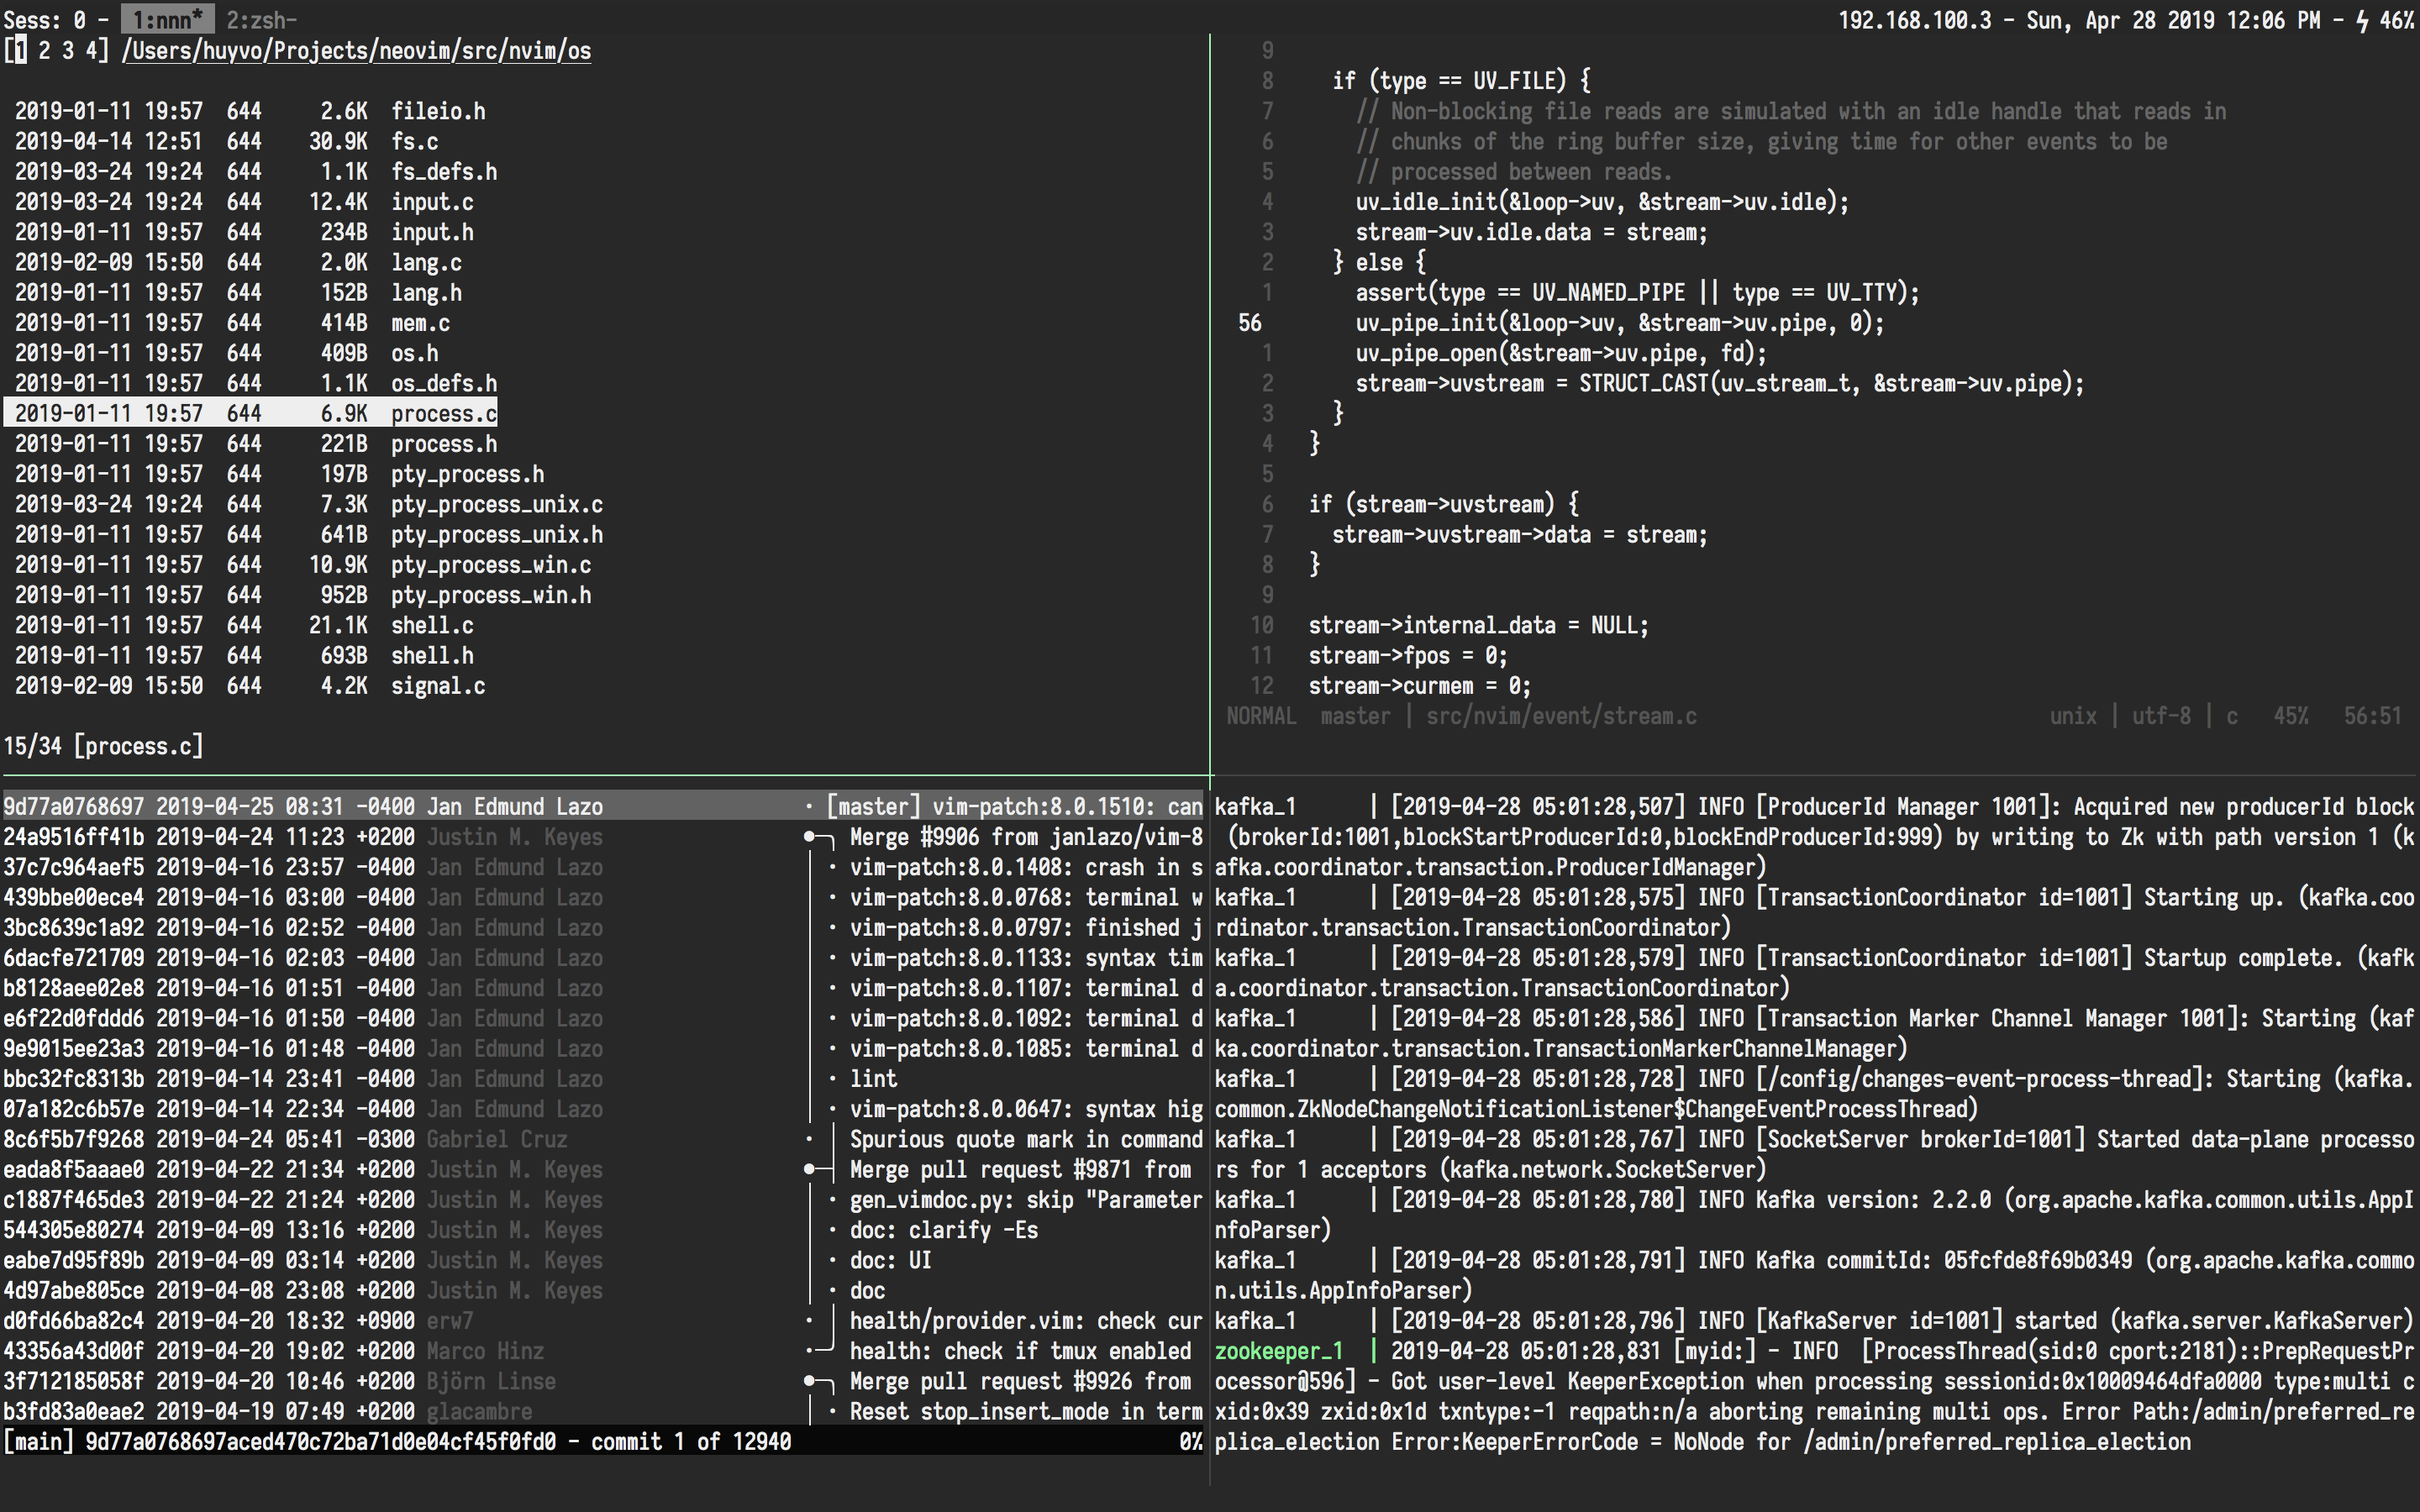 Sess: 0 - 1:nnn* 2:zsh-
192.168.100.3 - Sun, Apr 28 2019 12:06 PM - ϟ 46%
[1 2 3 4] /Users/huyvo/Projects/neovim/src/nvim/os
2019-01-11 19:57 644 2.6K fileio.h
2019-04-14 12:51 644 30.9K fs.c
2019-03-24 19:24 644 1.1K fs_defs.h
2019-03-24 19:24 644 12.4K input.c
2019-01-11 19:57 644 234B input.h
2019-02-09 15:50 644 2.0K lang.c
2019-01-11 19:57 644 152B lang.h
2019-01-11 19:57 644 414B mem.c
2019-01-11 19:57 644 409B os.h
2019-01-11 19:57 644 1.1K os_defs.h
2019-01-11 19:57 644 6.9K process.c
2019-01-11 19:57 644 221B process.h
2019-01-11 19:57 644 197B pty_process.h
2019-03-24 19:24 644 7.3K pty_process_unix.c
2019-01-11 19:57 644 641B pty_process_unix.h
2019-01-11 19:57 644 10.9K pty_process_win.c
2019-01-11 19:57 644 952B pty_process_win.h
2019-01-11 19:57 644 21.1K shell.c
2019-01-11 19:57 644 693B shell.h
2019-02-09 15:50 644 4.2K signal.c
15/34 [process.c]
9
8 if (type == UV_FILE) {
7 // Non-blocking file reads are simulated with an idle handle that reads in
6 // chunks of the ring buffer size, giving time for other events to be
5 // processed between reads.
4 uv_idle_init(&loop->uv, &stream->uv.idle);
3 stream->uv.idle.data = stream;
2 } else {
1 assert(type == UV_NAMED_PIPE || type == UV_TTY);
56 uv_pipe_init(&loop->uv, &stream->uv.pipe, 0);
1 uv_pipe_open(&stream->uv.pipe, fd);
2 stream->uvstream = STRUCT_CAST(uv_stream_t, &stream->uv.pipe);
3 }
4 }
5
6 if (stream->uvstream) {
7 stream->uvstream->data = stream;
8 }
9
10 stream->internal_data = NULL;
11 stream->fpos = 0;
12 stream->curmem = 0;
NORMAL master | src/nvim/event/stream.c unix | utf-8 | c 45% 56:51
9d77a0768697 2019-04-25 08:31 -0400 Jan Edmund Lazo · [master] vim-patch:8.0.1510: can
24a9516ff41b 2019-04-24 11:23 +0200 Justin M. Keyes Merge #9906 from janlazo/vim-8
37c7c964aef5 2019-04-16 23:57 -0400 Jan Edmund Lazo · vim-patch:8.0.1408: crash in s
439bbe00ece4 2019-04-16 03:00 -0400 Jan Edmund Lazo · vim-patch:8.0.0768: terminal w
3bc8639c1a92 2019-04-16 02:52 -0400 Jan Edmund Lazo · vim-patch:8.0.0797: finished j
6dacfe721709 2019-04-16 02:03 -0400 Jan Edmund Lazo · vim-patch:8.0.1133: syntax tim
b8128aee02e8 2019-04-16 01:51 -0400 Jan Edmund Lazo · vim-patch:8.0.1107: terminal d
e6f22d0fddd6 2019-04-16 01:50 -0400 Jan Edmund Lazo · vim-patch:8.0.1092: terminal d
9e9015ee23a3 2019-04-16 01:48 -0400 Jan Edmund Lazo · vim-patch:8.0.1085: terminal d
bbc32fc8313b 2019-04-14 23:41 -0400 Jan Edmund Lazo · lint
07a182c6b57e 2019-04-14 22:34 -0400 Jan Edmund Lazo · vim-patch:8.0.0647: syntax hig
8c6f5b7f9268 2019-04-24 05:41 -0300 Gabriel Cruz · Spurious quote mark in command
eada8f5aaae0 2019-04-22 21:34 +0200 Justin M. Keyes Merge pull request #9871 from
c1887f465de3 2019-04-22 21:24 +0200 Justin M. Keyes · gen_vimdoc.py: skip "Parameter
544305e80274 2019-04-09 13:16 +0200 Justin M. Keyes · doc: clarify -Es
eabe7d95f89b 2019-04-09 03:14 +0200 Justin M. Keyes · doc: UI
4d97abe805ce 2019-04-08 23:08 +0200 Justin M. Keyes · doc
d0fd66ba82c4 2019-04-20 18:32 +0900 erw7 · health/provider.vim: check cur
43356a43d00f 2019-04-20 19:02 +0200 Marco Hinz · health: check if tmux enabled
3f712185058f 2019-04-20 10:46 +0200 Björn Linse Merge pull request #9926 from
b3fd83a0eae2 2019-04-19 07:49 +0200 glacambre · Reset stop_insert_mode in term
[main] 9d77a0768697aced470c72ba71d0e04cf45f0fd0 - commit 1 of 12940 0%
kafka_1 | [2019-04-28 05:01:28,507] INFO [ProducerId Manager 1001]: Acquired new producerId block
(brokerId:1001,blockStartProducerId:0,blockEndProducerId:999) by writing to Zk with path version 1 (k
afka.coordinator.transaction.ProducerIdManager)
kafka_1 | [2019-04-28 05:01:28,575] INFO [TransactionCoordinator id=1001] Starting up. (kafka.coo
rdinator.transaction.TransactionCoordinator)
kafka_1 | [2019-04-28 05:01:28,579] INFO [TransactionCoordinator id=1001] Startup complete. (kafk
a.coordinator.transaction.TransactionCoordinator)
kafka_1 | [2019-04-28 05:01:28,586] INFO [Transaction Marker Channel Manager 1001]: Starting (kaf
ka.coordinator.transaction.TransactionMarkerChannelManager)
kafka_1 | [2019-04-28 05:01:28,728] INFO [/config/changes-event-process-thread]: Starting (kafka.
common.ZkNodeChangeNotificationListener$ChangeEventProcessThread)
kafka_1 | [2019-04-28 05:01:28,767] INFO [SocketServer brokerId=1001] Started data-plane processo
rs for 1 acceptors (kafka.network.SocketServer)
kafka_1 | [2019-04-28 05:01:28,780] INFO Kafka version: 2.2.0 (org.apache.kafka.common.utils.AppI
nfoParser)
kafka_1 | [2019-04-28 05:01:28,791] INFO Kafka commitId: 05fcfde8f69b0349 (org.apache.kafka.commo
n.utils.AppInfoParser)
kafka_1 | [2019-04-28 05:01:28,796] INFO [KafkaServer id=1001] started (kafka.server.KafkaServer)
zookeeper_1 | 2019-04-28 05:01:28,831 [myid:] - INFO [ProcessThread(sid:0 cport:2181)::PrepRequestPr
ocessor@596] - Got user-level KeeperException when processing sessionid:0x10009464dfa0000 type:multi c
xid:0x39 zxid:0x1d txntype:-1 reqpath:n/a aborting remaining multi ops. Error Path:/admin/preferred_re
plica_election Error:KeeperErrorCode = NoNode for /admin/preferred_replica_election